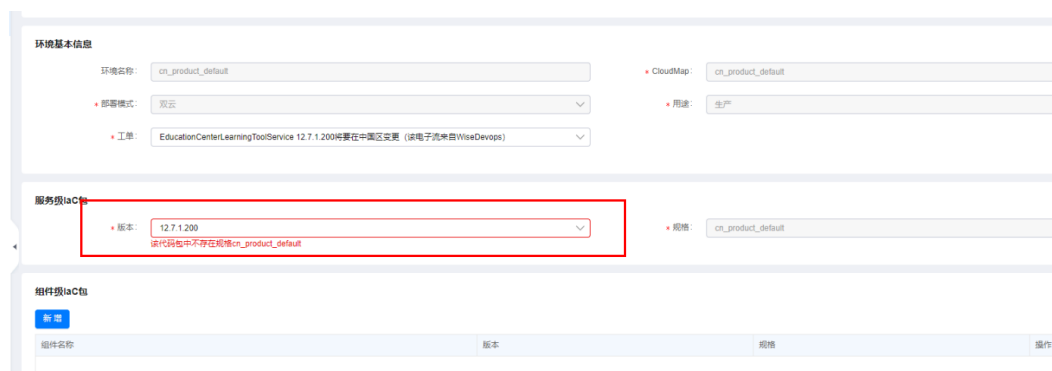 环境基本信息
环境名称： cn_product_default * CloudMap： cn_product_default
* 部署模式： 双云 * 用途： 生产
* 工单： EducationCenterLearningToolService 12.7.1.200将要在中国区变更（该电子流来自WiseDevops）
服务级IaC包
* 版本： 12.7.1.200 * 规格： cn_product_default
该代码包中不存在规格cn_product_default
组件级IaC包
新增
组件名称 版本 规格 操作